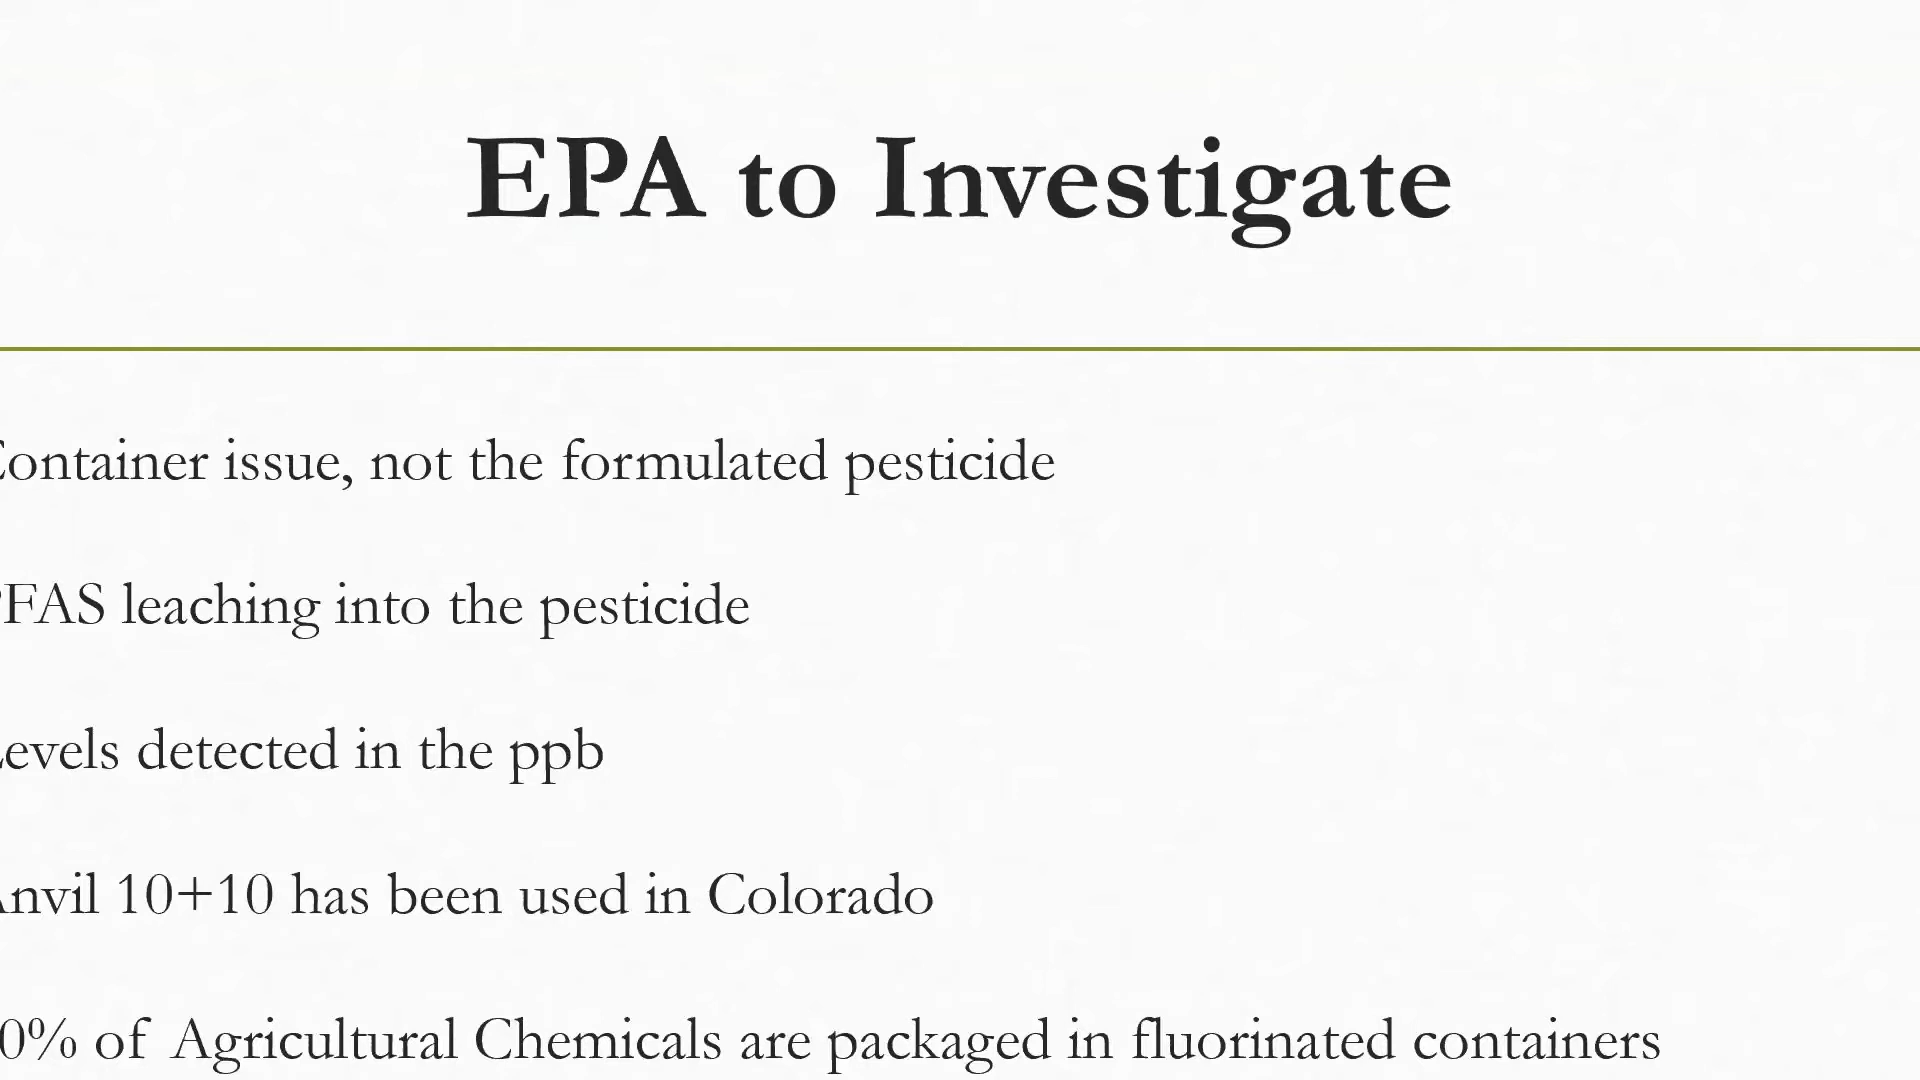 EPA to Investigate
Container issue, not the formulated pesticide
PFAS leaching into the pesticide
Levels detected in the ppb
Anvil 10+10 has been used in Colorado
of Agricultural Chemicals are packaged in fluorinated containers